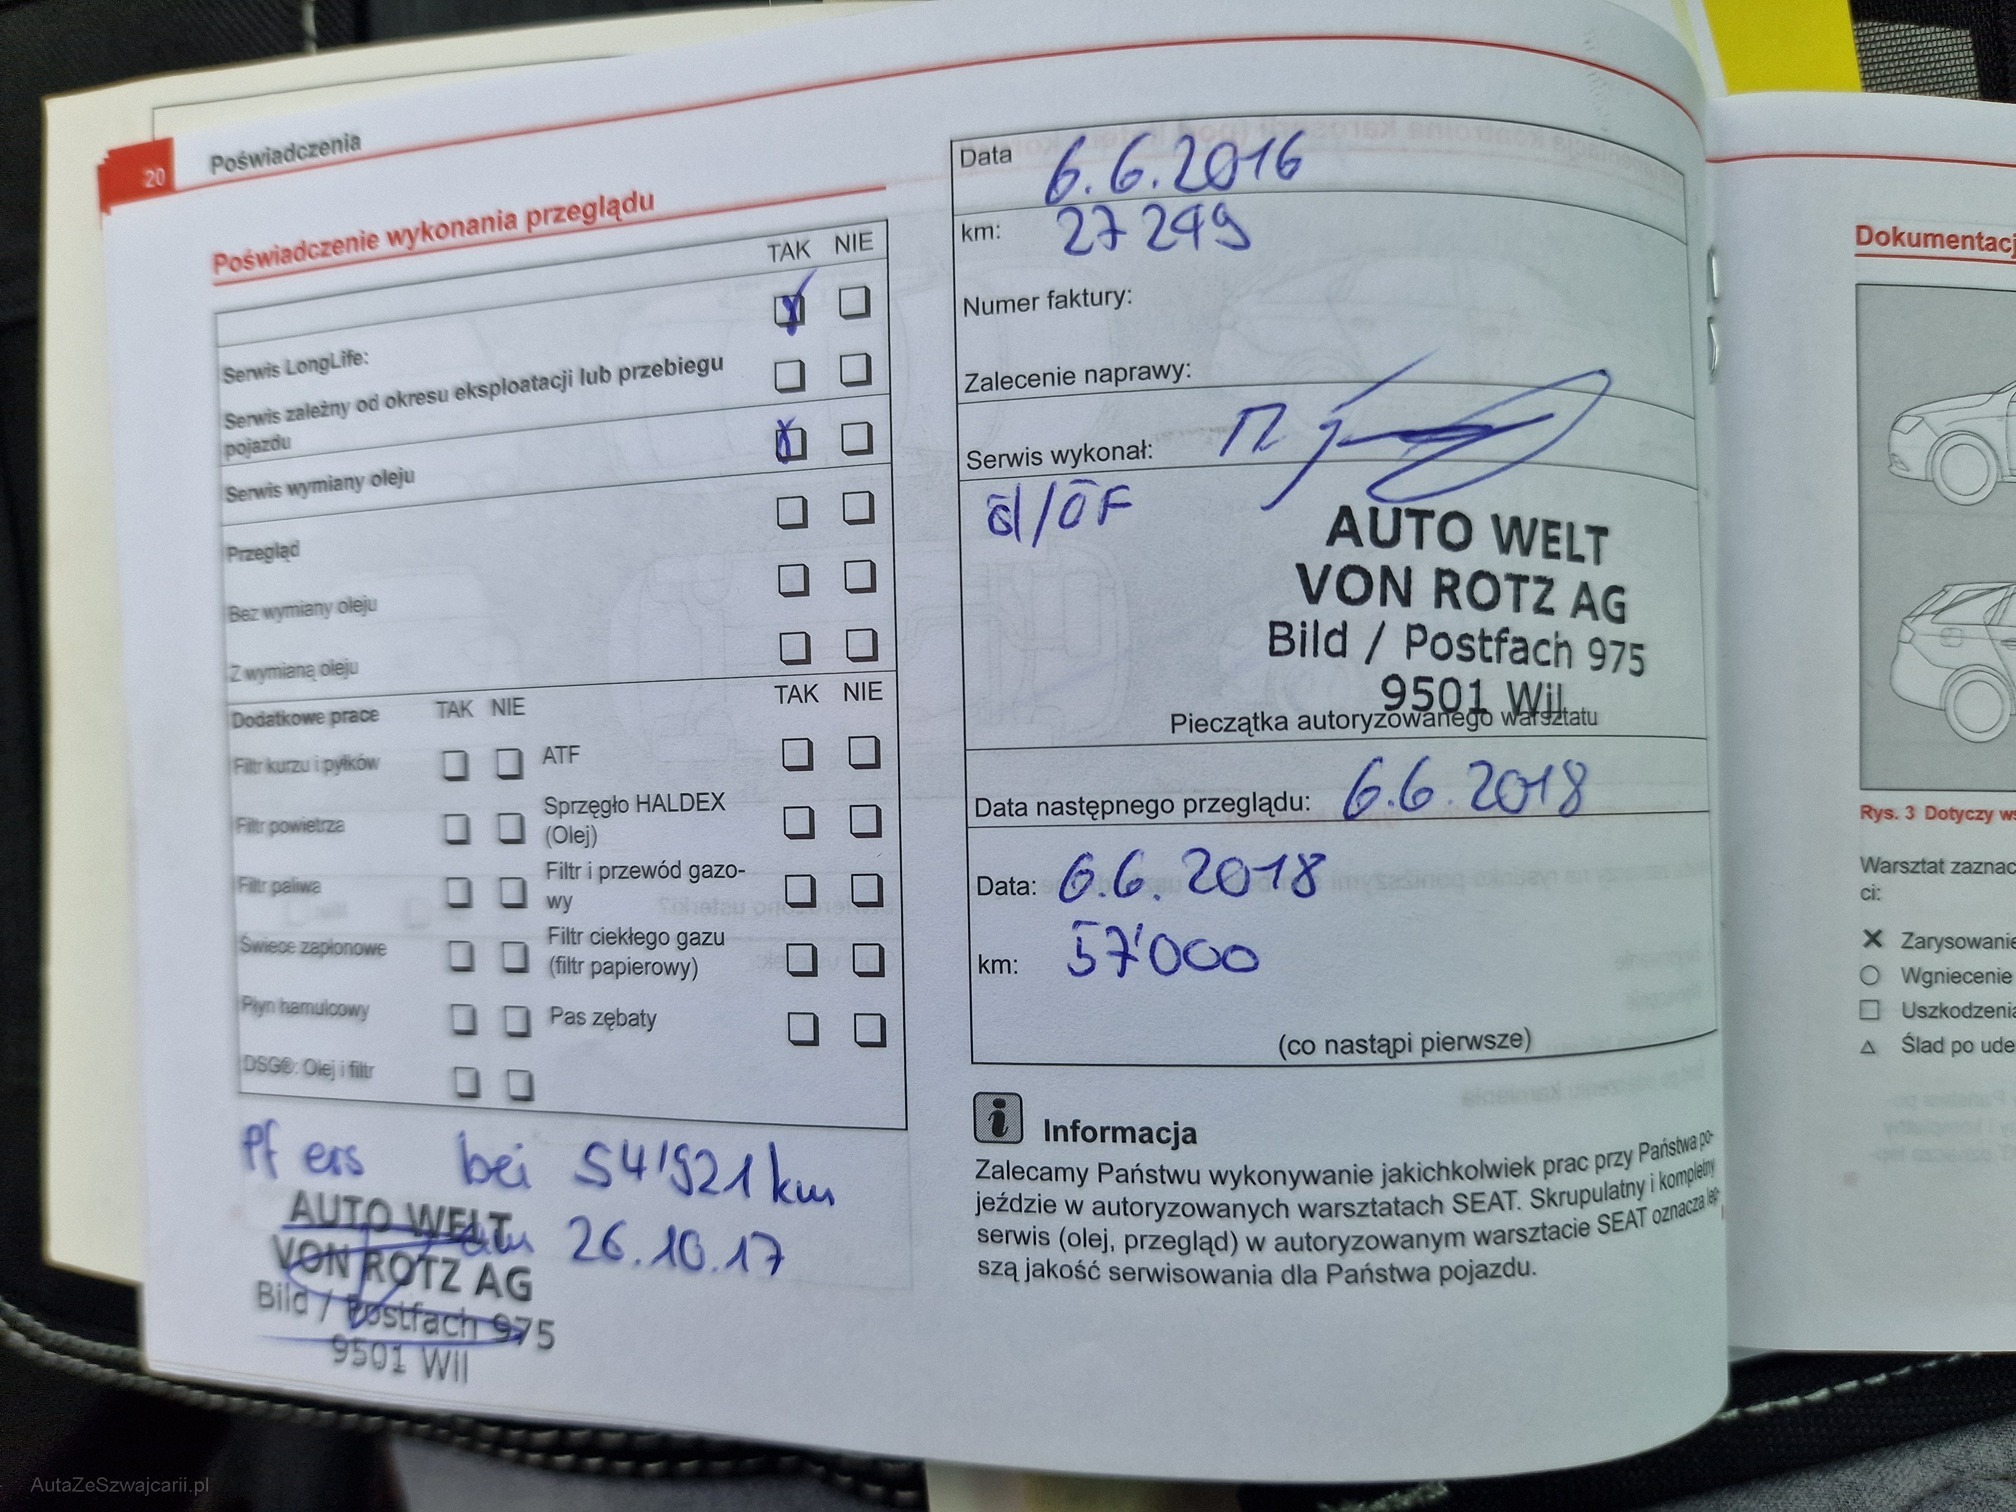 20
Poświadczenia
Poświadczenie wykonania przeglądu
TAK NIE
Serwis LongLife:
Serwis zależny od okresu eksploatacji lub przebiegu
pojazdu
Serwis wymiany oleju
Przegląd
Bez wymiany oleju
Z wymianą oleju
Dodatkowe prace TAK NIE TAK NIE
Filtr kurzu i pyłków
ATF
Filtr powietrza
Sprzęgło HALDEX
(Olej)
Filtr paliwa
Filtr i przewód gazo-
wy
Świece zapłonowe
Filtr ciekłego gazu
(filtr papierowy)
Płyn hamulcowy
Pas zębaty
DSG®: Olej i filtr
Pf ers bei 54'921 km
AUTO WELT
am 26.10.17
VON ROTZ AG
Bild / Postfach 975
9501 Wil
Data 6.6.2016
km: 27249
Numer faktury:
Zalecenie naprawy:
Serwis wykonał:
öl/ÖF
AUTO WELT
VON ROTZ AG
Bild / Postfach 975
9501 Wil
Pieczątka autoryzowanego warsztatu
Data następnego przeglądu: 6.6.2018
Data: 6.6.2018
km: 57'000
(co nastąpi pierwsze)
Informacja
Zalecamy Państwu wykonywanie jakichkolwiek prac przy Państwa po-
jeździe w autoryzowanych warsztatach SEAT. Skrupulatny i kompletny
serwis (olej, przegląd) w autoryzowanym warsztacie SEAT oznacza lep-
szą jakość serwisowania dla Państwa pojazdu.
Dokumentacj
Rys. 3 Dotyczy ws
Warsztat zaznac
ci:
Zarysowanie
Wgniecenie
Uszkodzenia
Ślad po ude
AutaZeSzwajcarii.pl